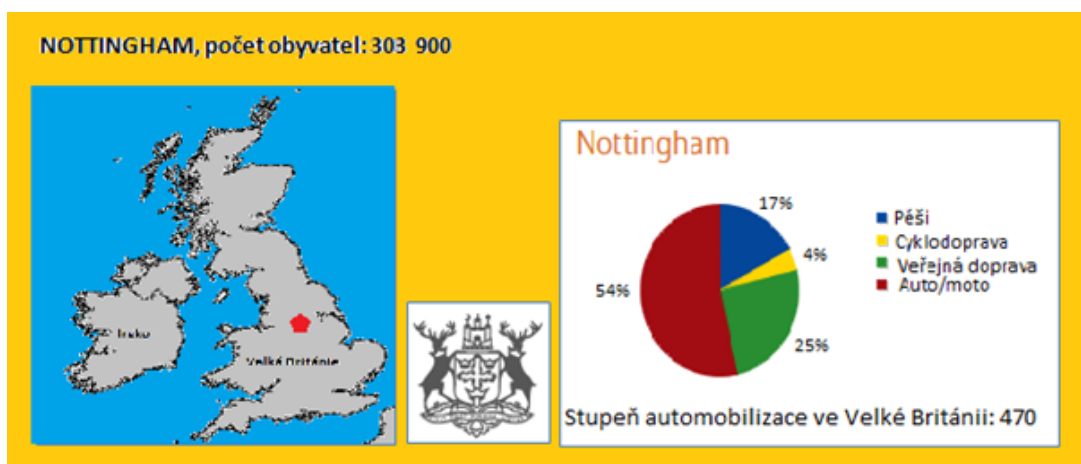 NOTTINGHAM, počet obyvatel: 303 900
Irsko
Velká Británie
Nottingham
17%
4%
25%
54%
Pěši
Cyklodoprava
Veřejná doprava
Auto/moto
Stupeň automobilizace ve Velké Británii: 470